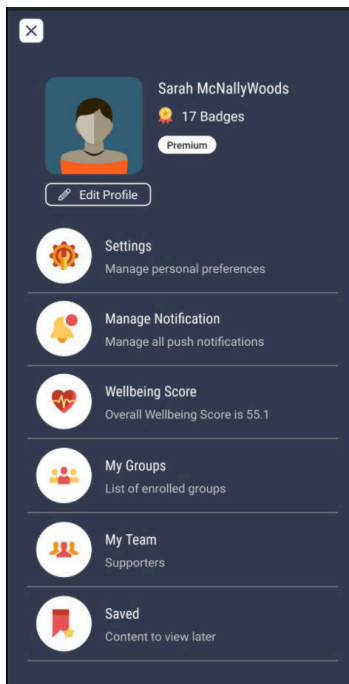 Sarah McNallyWoods
17 Badges
Premium
Edit Profile
Settings
Manage personal preferences
Manage Notification
Manage all push notifications
Wellbeing Score
Overall Wellbeing Score is 55.1
My Groups
List of enrolled groups
My Team
Supporters
Saved
Content to view later